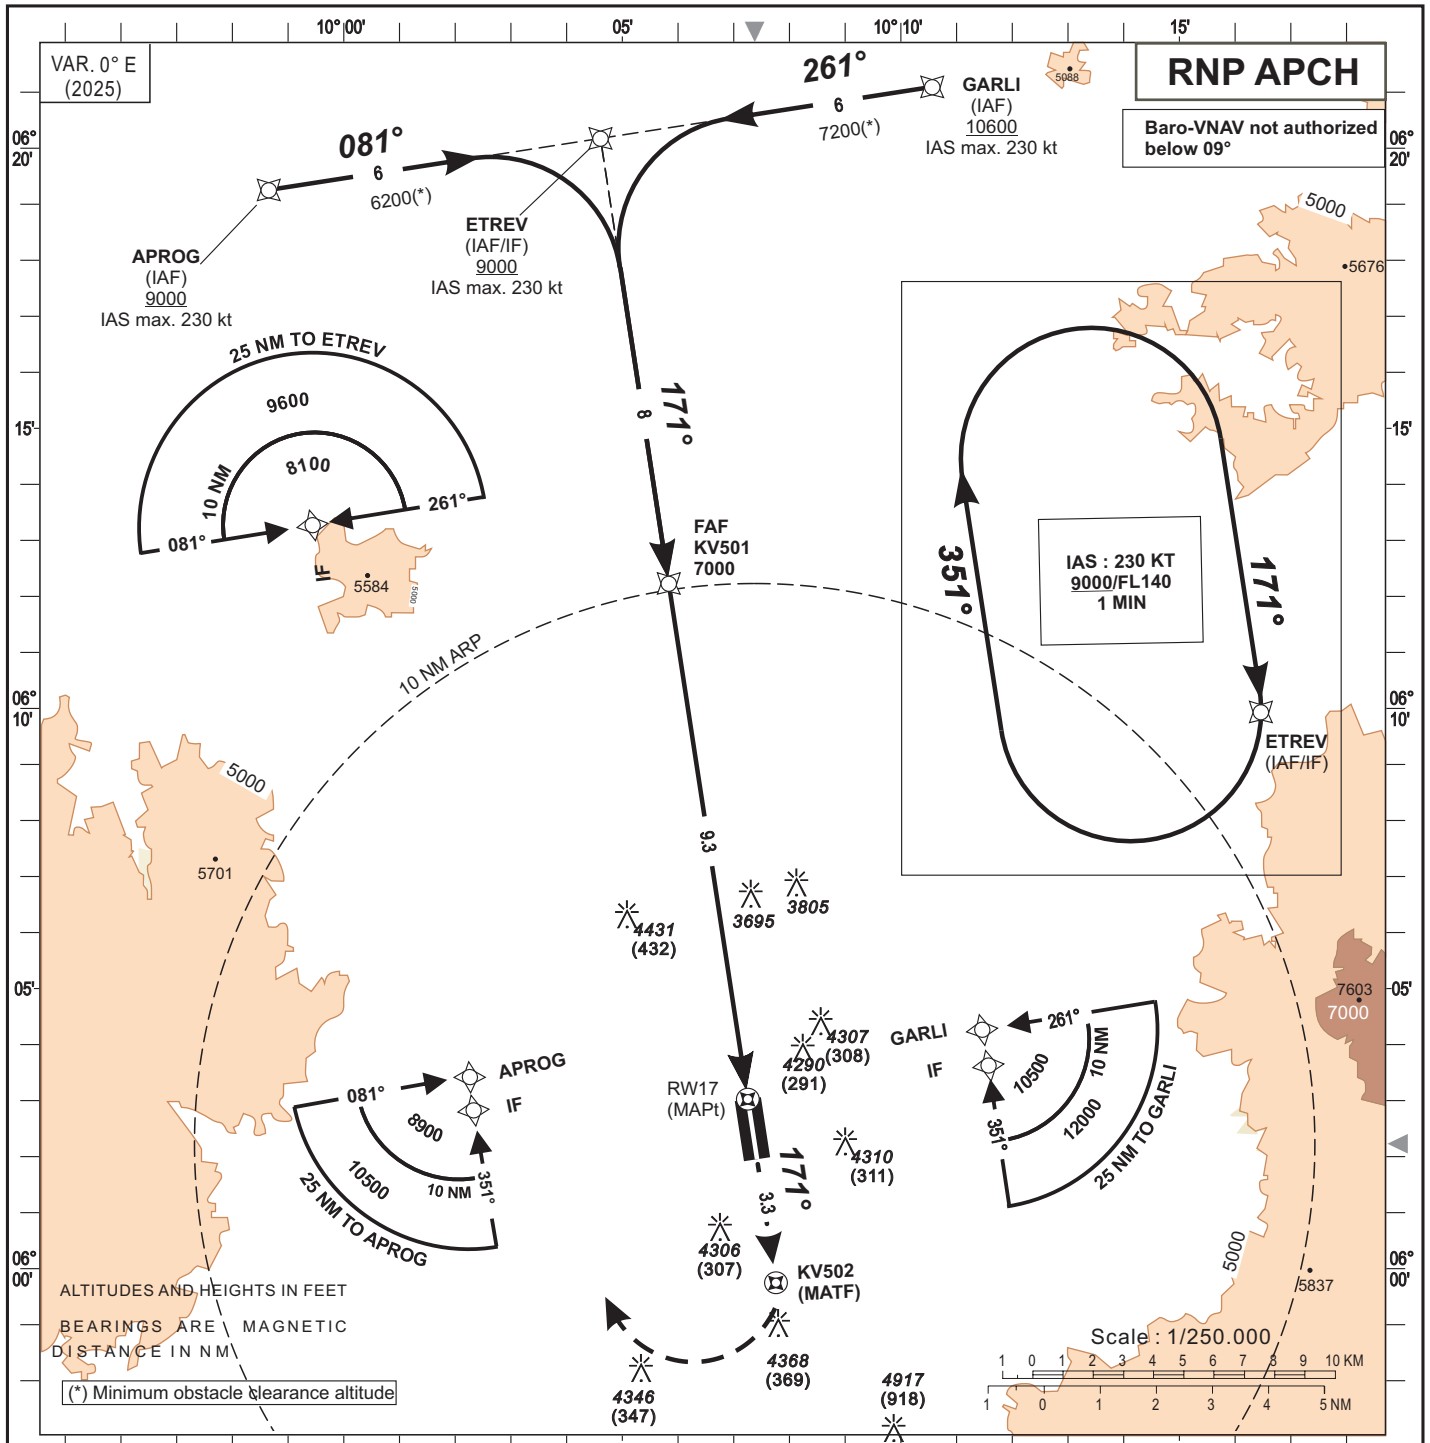 10°00'
05'
10°10'
15'
VAR. 0° E
(2025)
RNP APCH
Baro-VNAV not authorized
below 09°
5088
261°
6
7200(*)
GARLI
(IAF)
10600
IAS max. 230 kt
06°
20'
06°
20'
081°
6
6200(*)
ETREV
(IAF/IF)
9000
IAS max. 230 kt
APROG
(IAF)
9000
IAS max. 230 kt
5000
5676
25 NM TO ETREV
9600
10 NM
8100
081°
261°
IF
5584
5000
8
171°
15'
15'
FAF
KV501
7000
351°
IAS : 230 KT
9000/FL140
1 MIN
171°
ETREV
(IAF/IF)
10 NM ARP
06°
10'
06°
10'
5000
5701
9.3
4431
(432)
3695
3805
05'
05'
7603
7000
4307
(308)
4290
(291)
GARLI
IF
261°
10500
10 NM
12000
351°
25 NM TO GARLI
APROG
IF
081°
8900
10500
10 NM
351°
25 NM TO APROG
RW17
(MAPt)
171°
3.3
4310
(311)
4306
(307)
KV502
(MATF)
06°
00'
06°
00'
5000
5837
ALTITUDES AND HEIGHTS IN FEET
BEARINGS ARE MAGNETIC
DISTANCE IN NM
(*) Minimum obstacle clearance altitude
4346
(347)
4368
(369)
4917
(918)
Scale : 1/250.000
1 0 1 2 3 4 5 6 7 8 9 10 KM
1 0 1 2 3 4 5 NM